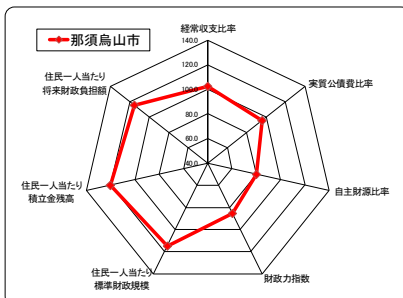 経常収支比率
那須烏山市
140.0
120.0
100.0
80.0
60.0
40.0
実質公債費比率
自主財源比率
財政力指数
住民一人当たり
標準財政規模
住民一人当たり
積立金残高
住民一人当たり
将来財政負担額